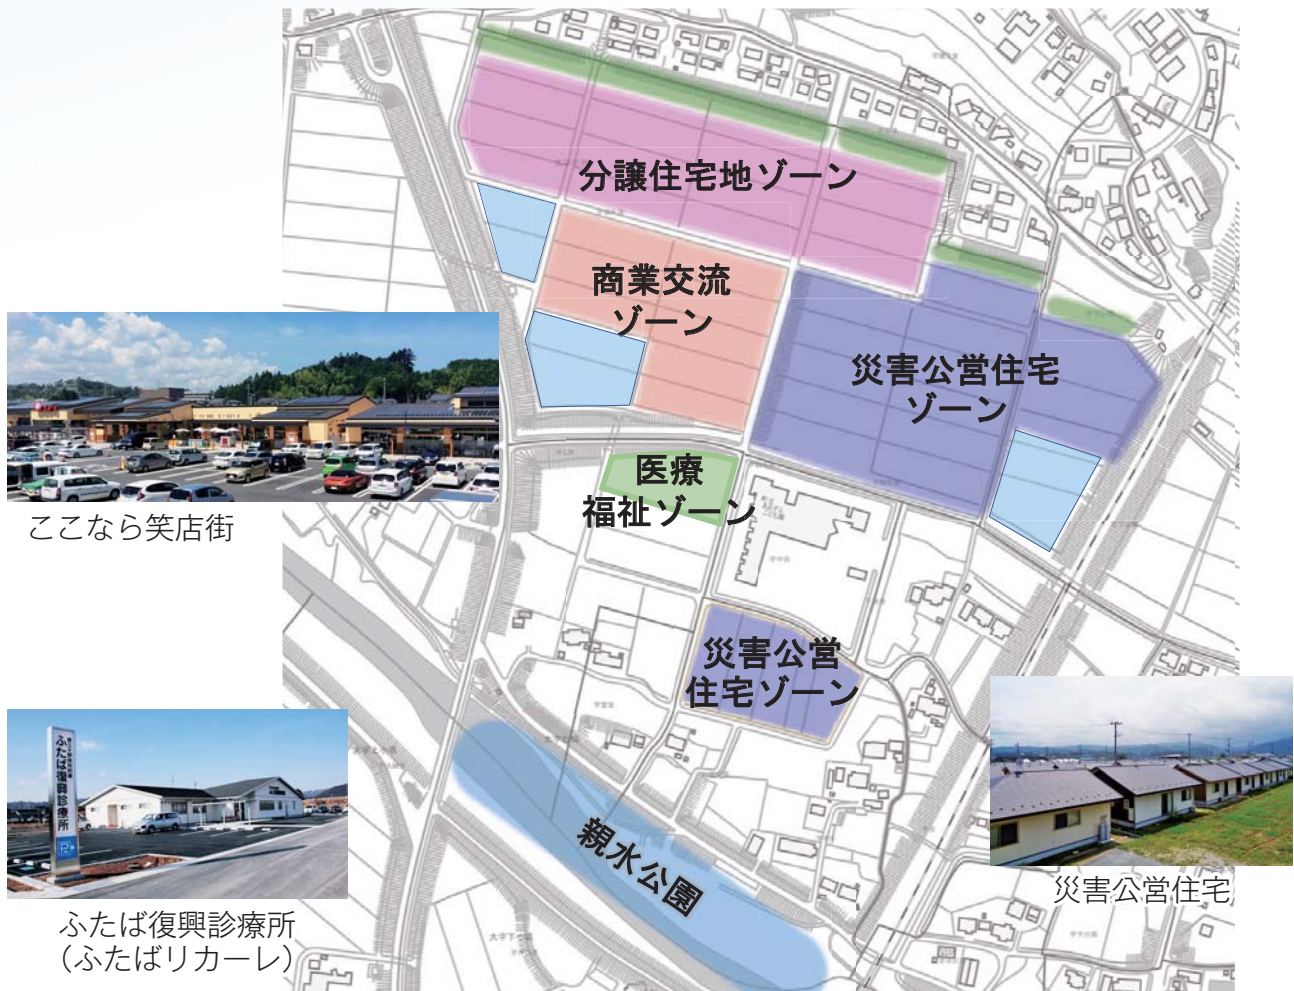 分譲住宅地ゾーン
商業交流
ゾーン
災害公営住宅
ゾーン
医療
福祉ゾーン
ここなら笑店街
災害公営
住宅ゾーン
ふたば復興診療所
親水公園
災害公営住宅
ふたば復興診療所
（ふたばリカーレ）